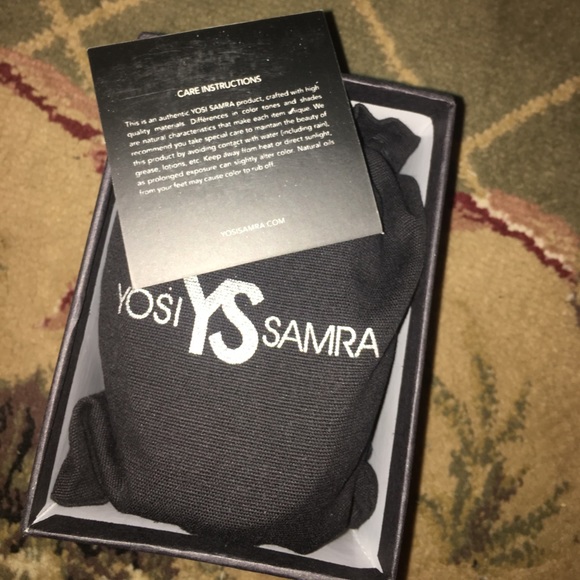 CARE INSTRUCTIONS
This is an authentic YOSI SAMRA product, crafted with high
quality materials. Differences in color tones and shades
are natural characteristics that make each item unique. We
recommend you take special care to maintain the beauty of
this product by avoiding contact with water (including rain),
grease, lotions, etc. Keep away from heat or direct sunlight,
as prolonged exposure can slightly alter color. Natural oils
from your feet may cause color to rub off.
YOSISAMRA.COM
YOSI YS SAMRA